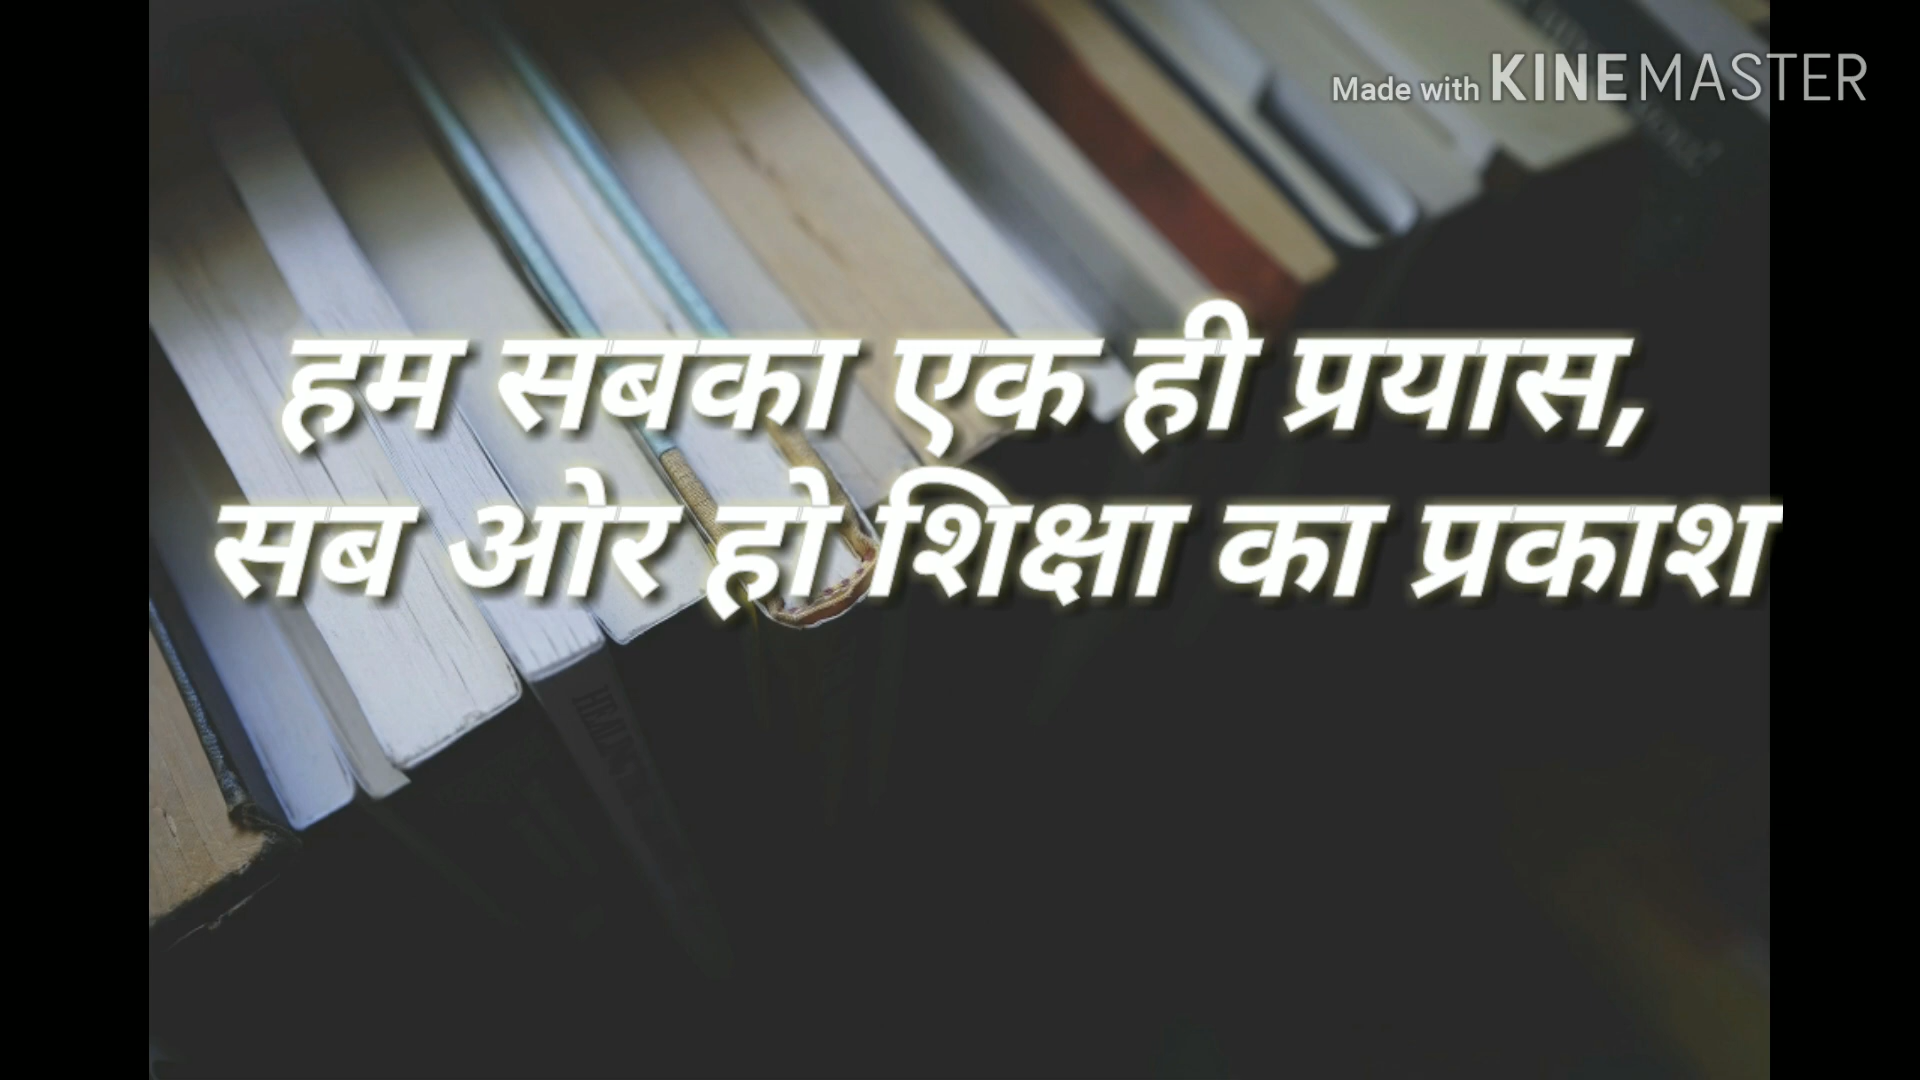 Made with KINEMASTER
हम सबका एक ही प्रयास,
सब ओर हो शिक्षा का प्रकाश